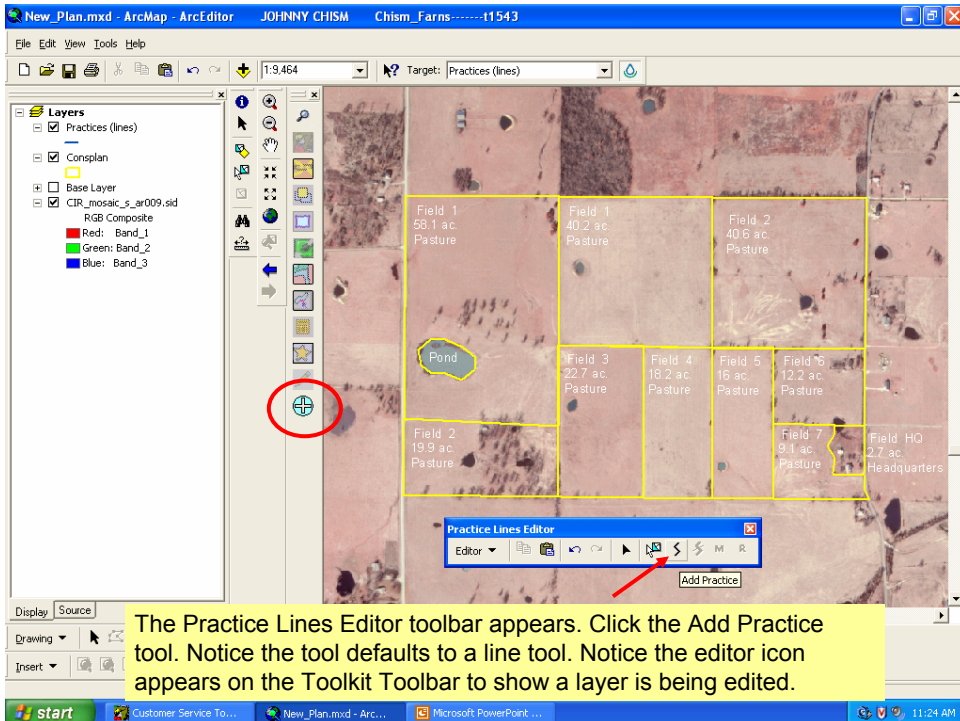 New_Plan.mxd - ArcMap - ArcEditor JOHNNY CHISM Chism_Farns-------t1543
File Edit View Tools Help
1:9,464 Target: Practices (lines)
Layers
Practices (lines)
Consplan
Base Layer
CIR_mosaic_s_ar009.sid
RGB Composite
Red: Band_1
Green: Band_2
Blue: Band_3
Field 1
58.1 ac.
Pasture
Field 1
40.2 ac.
Pasture
Field 2
40.6 ac.
Pasture
Pond
Field 3
22.7 ac.
Pasture
Field 4
18.2 ac.
Pasture
Field 5
16 ac.
Pasture
Field 6
12.2 ac.
Pasture
Field 2
19.9 ac.
Pasture
Field 7
9.1 ac.
Pasture
Field HQ
2.7 ac.
Headquarters
Practice Lines Editor
Editor M R
Add Practice
Display Source
Drawing
Insert
The Practice Lines Editor toolbar appears. Click the Add Practice
tool. Notice the tool defaults to a line tool. Notice the editor icon
appears on the Toolkit Toolbar to show a layer is being edited.
start Customer Service To... New_Plan.mxd - Arc... Microsoft PowerPoint ... 11:24 AM